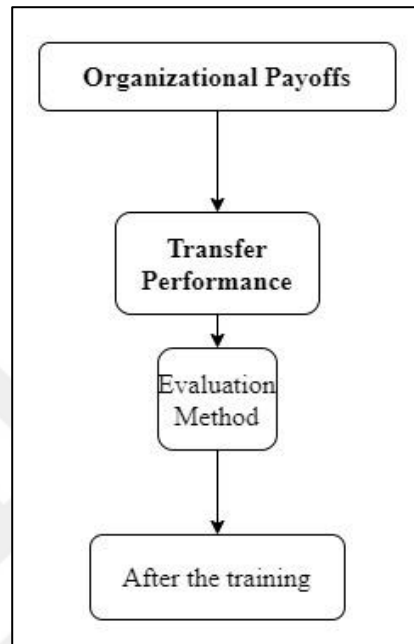 Organizational Payoffs
Transfer
Performance
Evaluation
Method
After the training